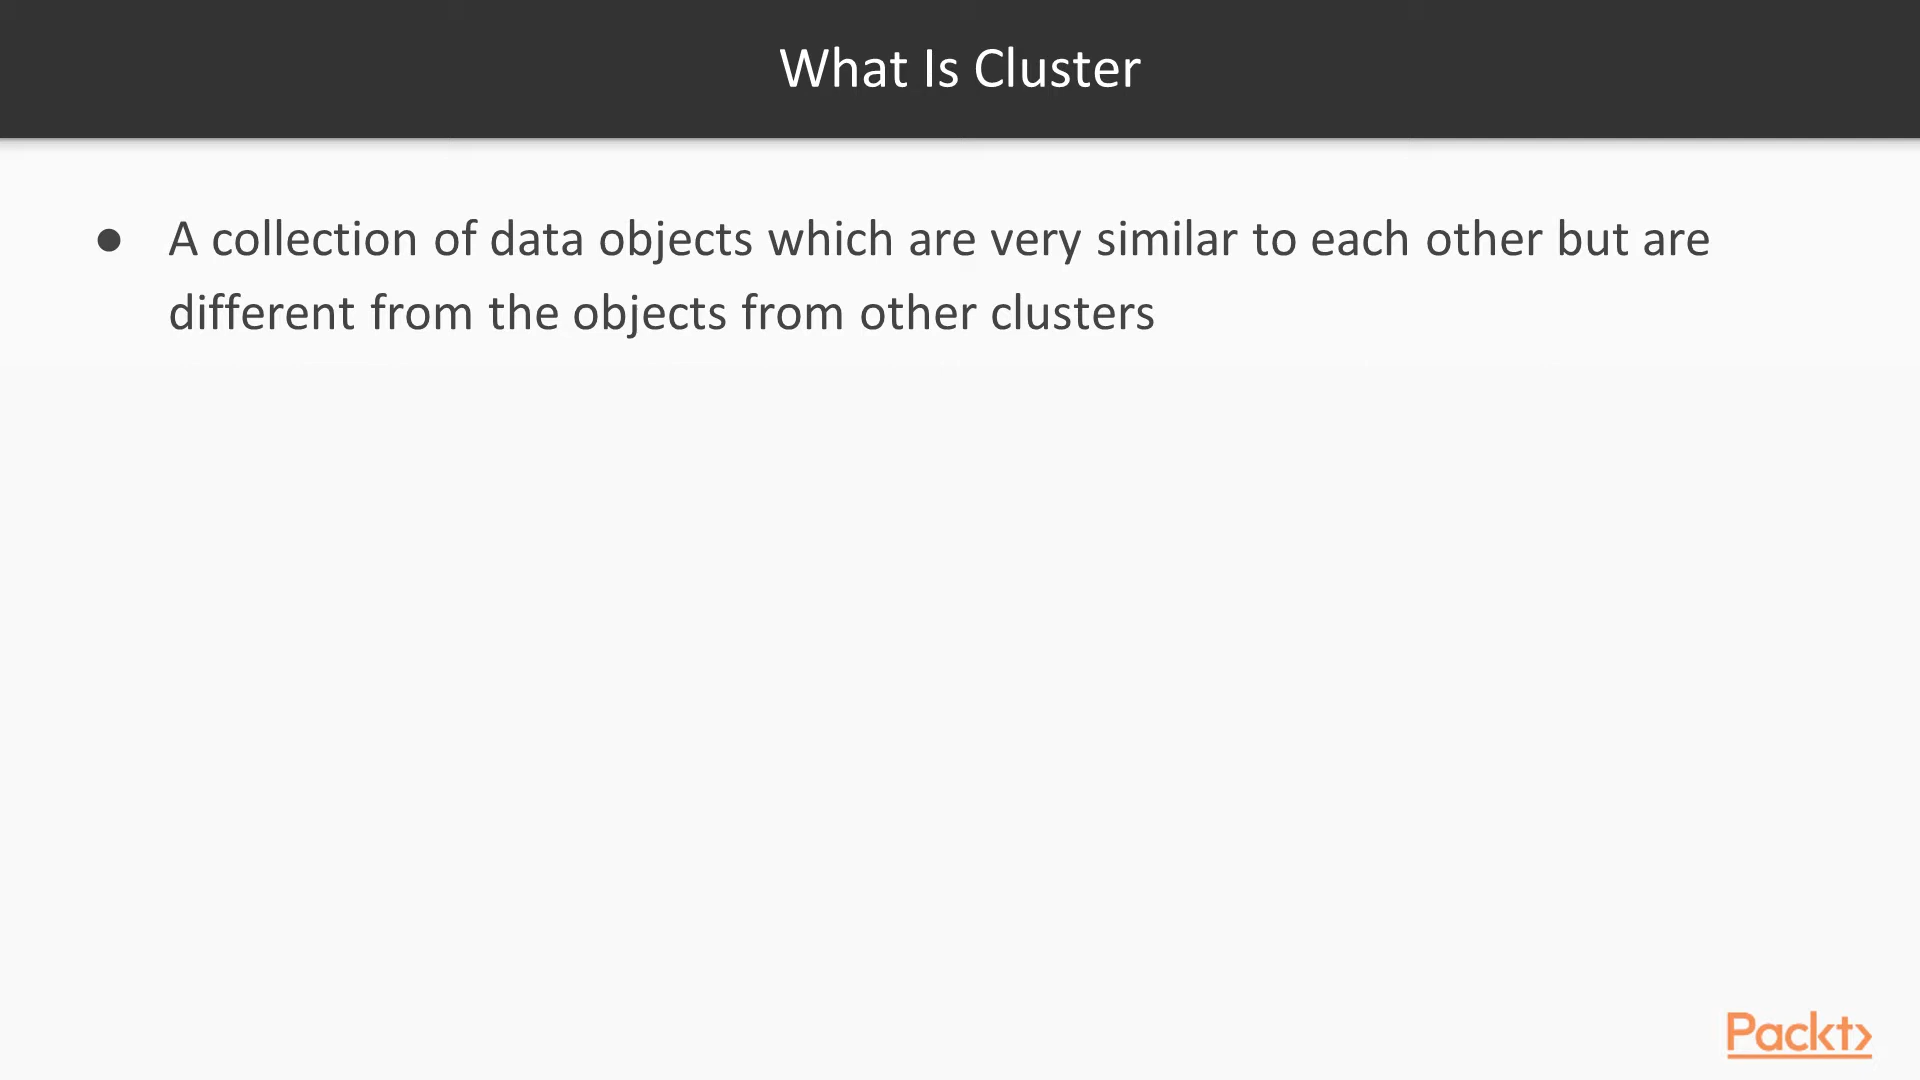 What Is Cluster
● A collection of data objects which are very similar to each other but are
different from the objects from other clusters
Packt>